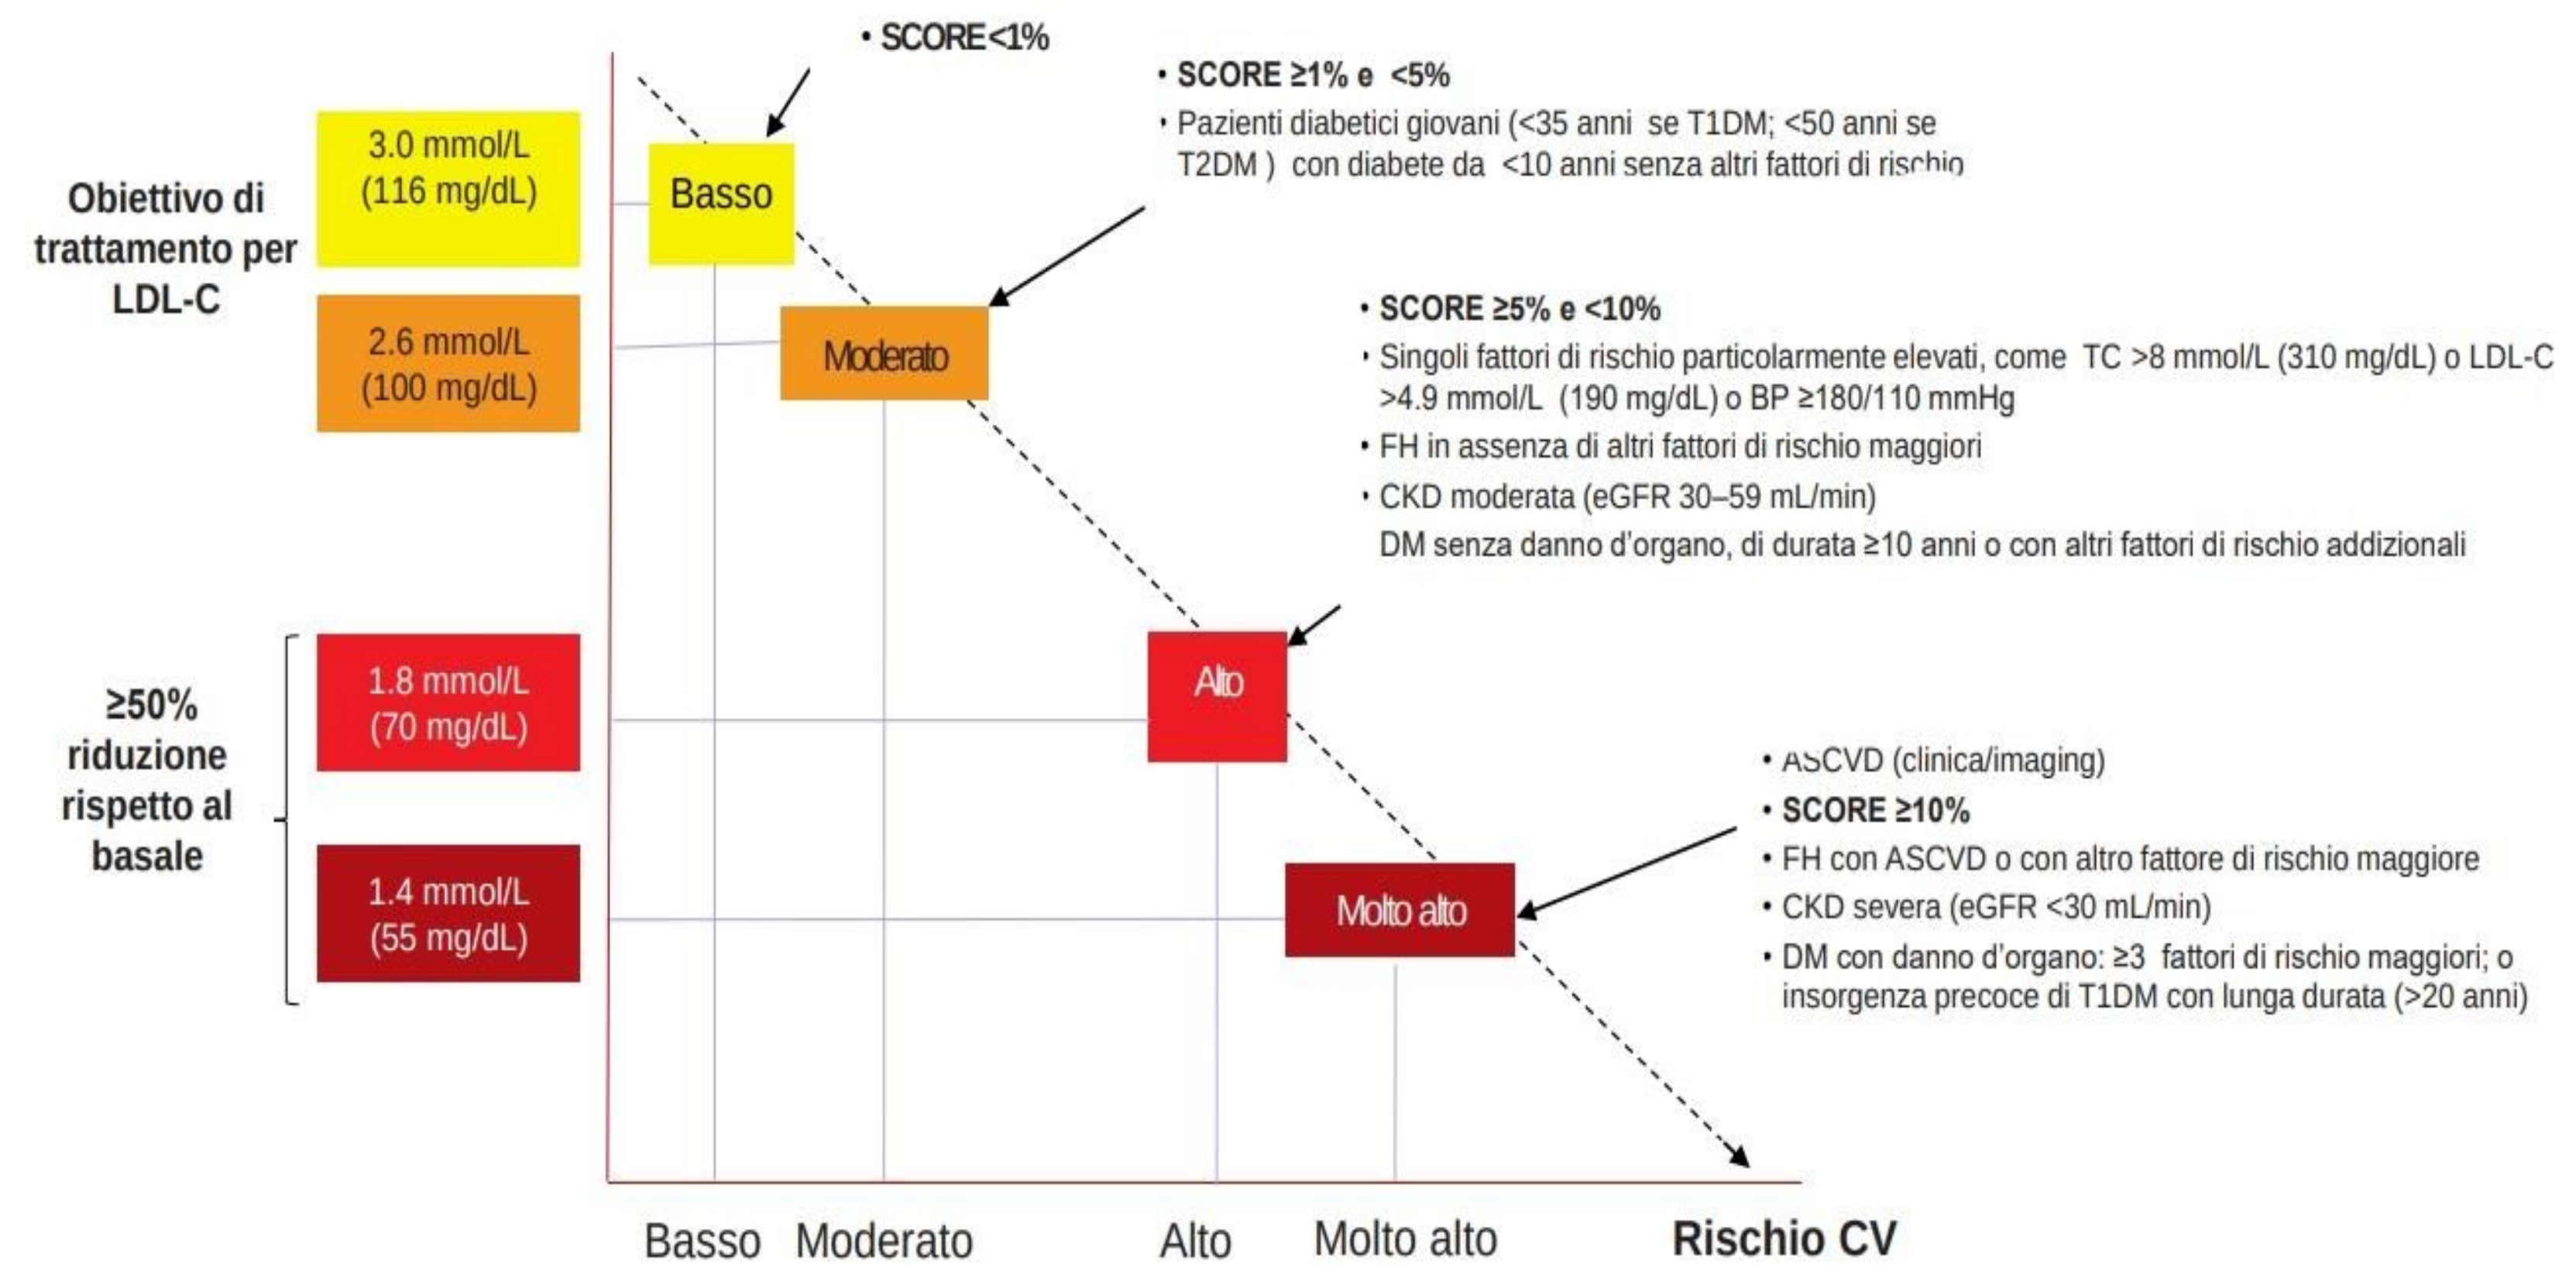 • SCORE<1%
• SCORE ≥1% e <5%
• Pazienti diabetici giovani (<35 anni se T1DM; <50 anni se
T2DM ) con diabete da <10 anni senza altri fattori di rischio
Obiettivo di
trattamento per
LDL-C
3.0 mmol/L
(116 mg/dL)
Basso
2.6 mmol/L
(100 mg/dL)
Moderato
• SCORE ≥5% e <10%
• Singoli fattori di rischio particolarmente elevati, come TC >8 mmol/L (310 mg/dL) o LDL-C
>4.9 mmol/L (190 mg/dL) o BP ≥180/110 mmHg
• FH in assenza di altri fattori di rischio maggiori
• CKD moderata (eGFR 30–59 mL/min)
DM senza danno d'organo, di durata ≥10 anni o con altri fattori di rischio addizionali
≥50%
riduzione
rispetto al
basale
1.8 mmol/L
(70 mg/dL)
Alto
1.4 mmol/L
(55 mg/dL)
Molto alto
• ASCVD (clinica/imaging)
• SCORE ≥10%
• FH con ASCVD o con altro fattore di rischio maggiore
• CKD severa (eGFR <30 mL/min)
• DM con danno d'organo: ≥3 fattori di rischio maggiori; o
insorgenza precoce di T1DM con lunga durata (>20 anni)
Basso Moderato Alto Molto alto Rischio CV